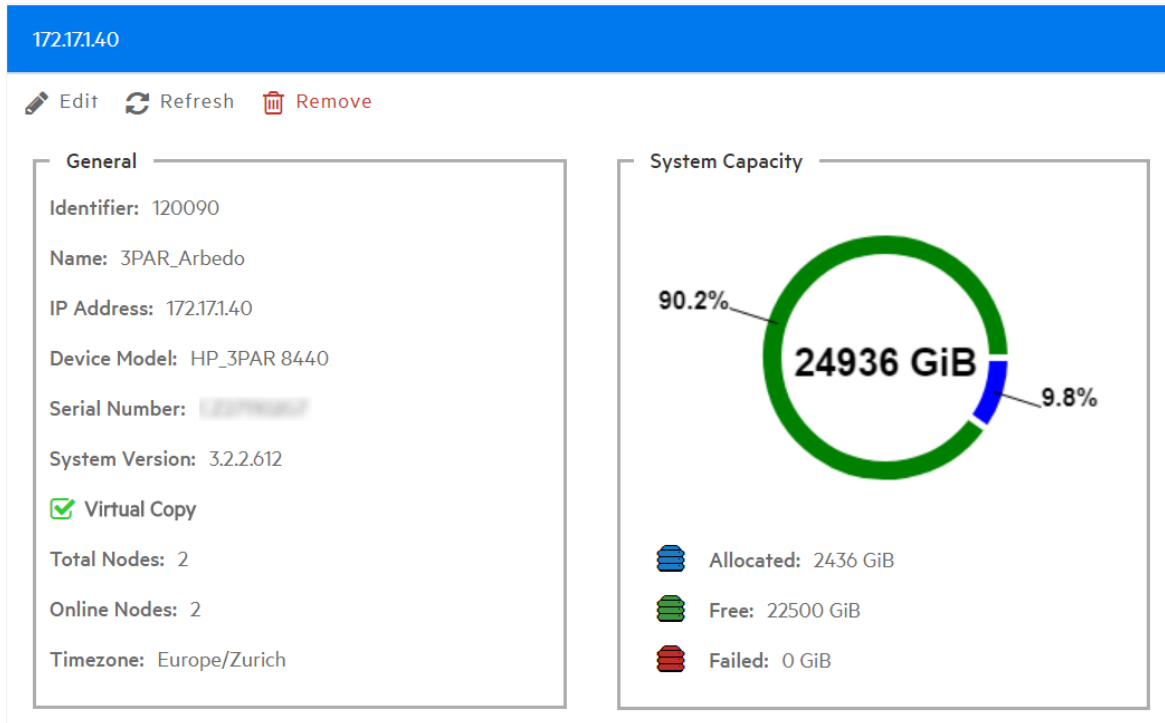 172.17.1.40
Edit Refresh Remove
General
Identifier: 120090
Name: 3PAR_Arbedo
IP Address: 172.17.1.40
Device Model: HP_3PAR 8440
Serial Number:
System Version: 3.2.2.612
Virtual Copy
Total Nodes: 2
Online Nodes: 2
Timezone: Europe/Zurich
System Capacity
90.2%
24936 GiB
9.8%
Allocated: 2436 GiB
Free: 22500 GiB
Failed: 0 GiB